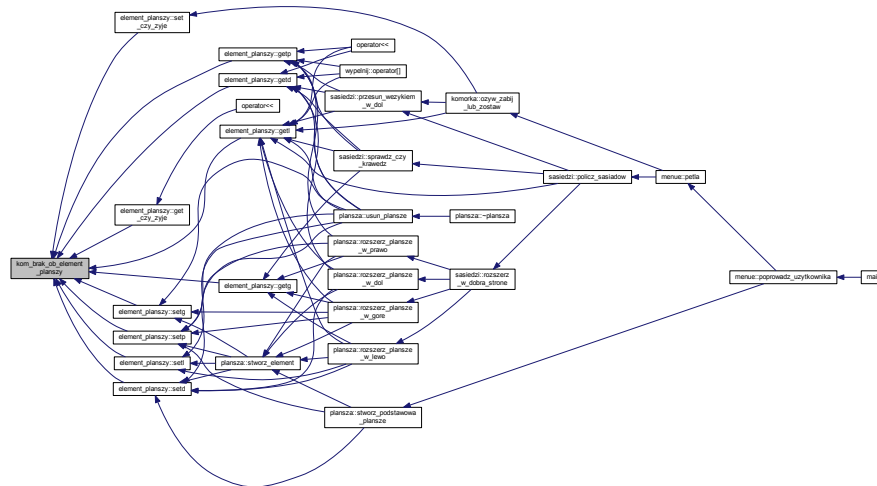 element_planszy::set
_czy_zyje
operator<<
element_planszy::getp
wypelnij::operator[]
element_planszy::getd
sasiedzi::przesun_wezykiem
_w_dol
komorka::ozyw_zabij
_lub_zostaw
operator<<
element_planszy::getl
sasiedzi::sprawdz_czy
_krawedz
sasiedzi::policz_sasiadow
menue::petla
element_planszy::get
_czy_zyje
plansza::usun_plansze
plansza::~plansza
plansza::rozszerz_plansze
_w_prawo
kom_brak_ob_element
_planszy
plansza::rozszerz_plansze
_w_dol
sasiedzi::rozszerz
_w_dobra_strone
menue::poprowadz_uzytkownika
mai
element_planszy::getg
element_planszy::setg
plansza::rozszerz_plansze
_w_gore
element_planszy::setp
plansza::rozszerz_plansze
_w_lewo
element_planszy::setl
plansza::stworz_element
element_planszy::setd
plansza::stworz_podstawowa
_plansze